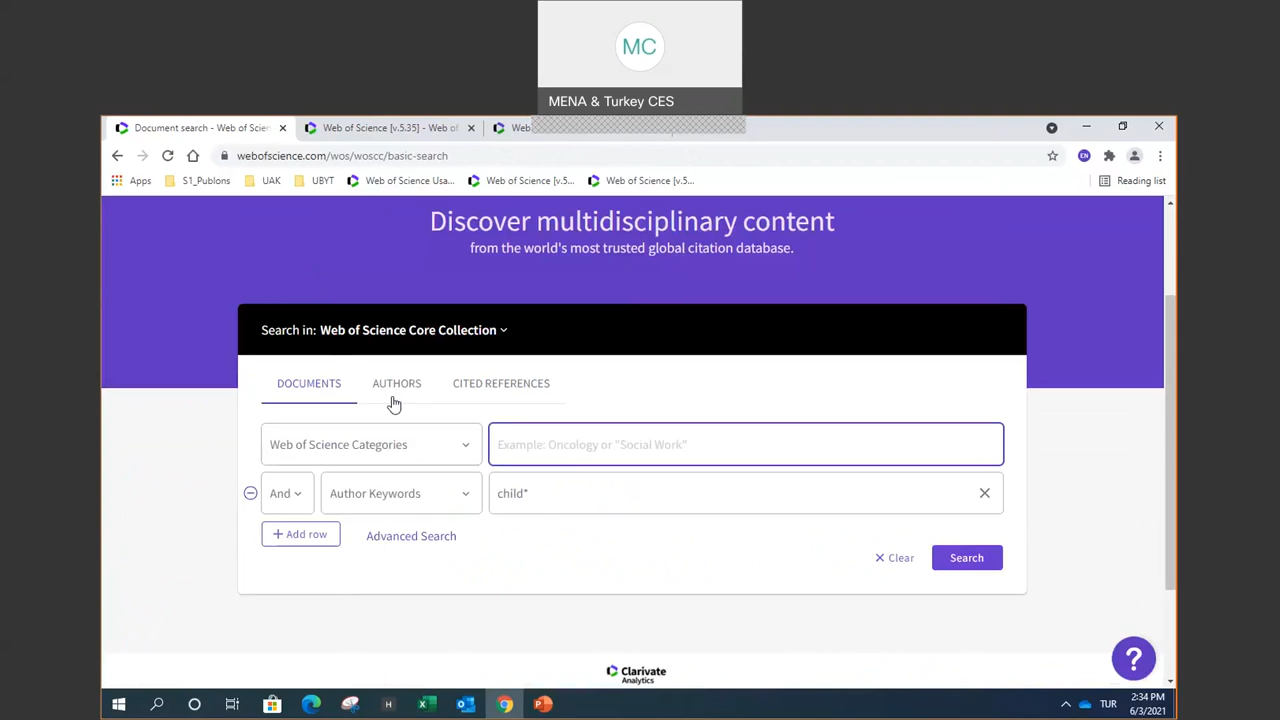 MC
MENA & Turkey CES
Document search - Web of Scien
Web of Science [v.5.35] - Web of
Web
webofscience.com/wos/woscc/basic-search
Apps
S1_Publons
UAK
UBYT
Web of Science Usa...
Web of Science [v.5...
Web of Science [v.5...
Reading list
Discover multidisciplinary content
from the world's most trusted global citation database.
Search in: Web of Science Core Collection
DOCUMENTS
AUTHORS
CITED REFERENCES
Web of Science Categories
Example: Oncology or "Social Work"
And
Author Keywords
child*
+ Add row
Advanced Search
Clear
Search
?
Clarivate
Analytics
EN
H
TUR
2:34 PM
6/3/2021